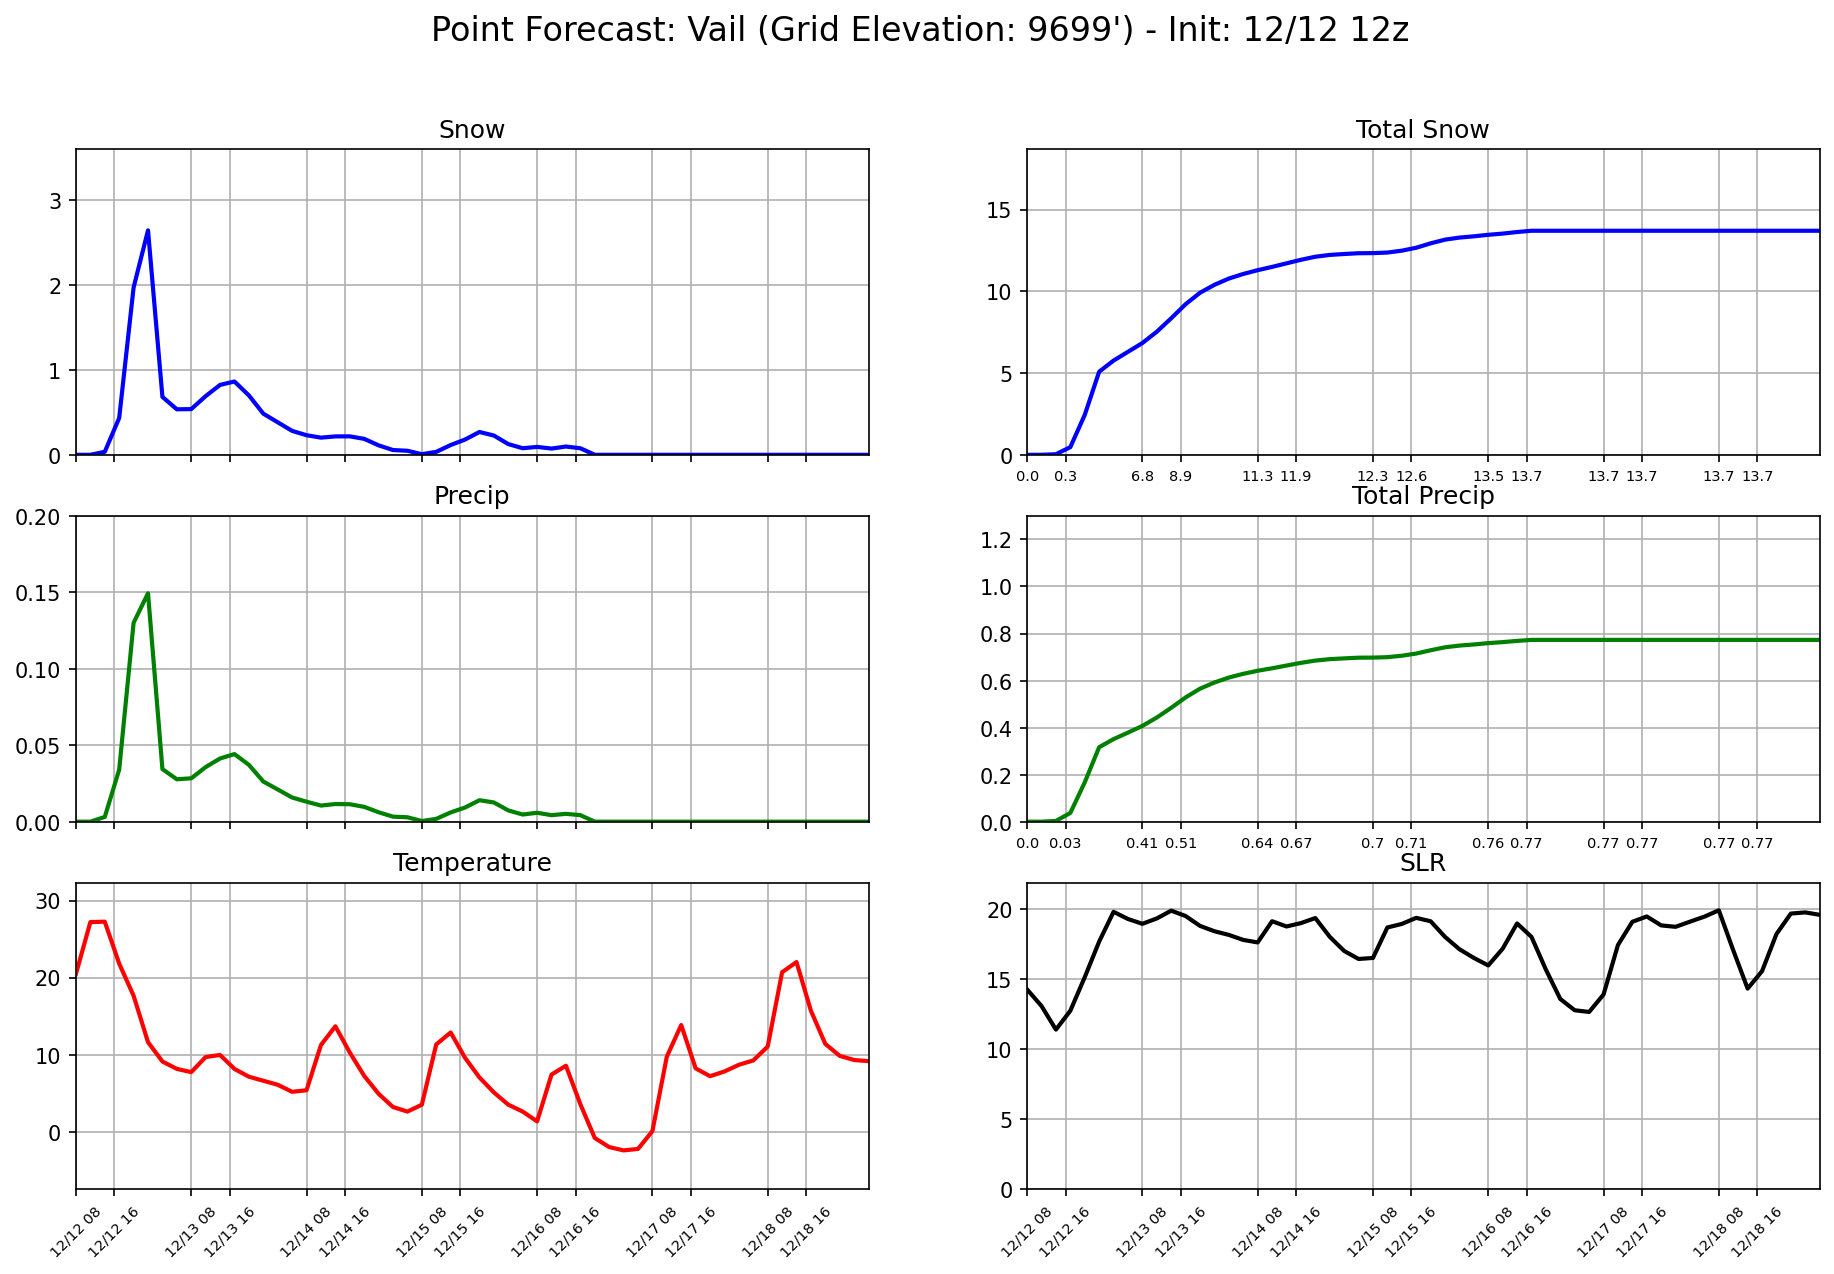 Point Forecast: Vail (Grid Elevation: 9699') - Init: 12/12 12z
Snow
3
2
1
0
Total Snow
15
10
5
0
0.0 0.3 6.8 8.9 11.3 11.9 12.3 12.6 13.5 13.7 13.7 13.7 13.7 13.7
Precip
0.20
0.15
0.10
0.05
0.00
Total Precip
1.2
1.0
0.8
0.6
0.4
0.2
0.0
0.0 0.03 0.41 0.51 0.64 0.67 0.7 0.71 0.76 0.77 0.77 0.77 0.77 0.77
Temperature
30
20
10
0
12/12 08 12/12 16 12/13 08 12/13 16 12/14 08 12/14 16 12/15 08 12/15 16 12/16 08 12/16 16 12/17 08 12/17 16 12/18 08 12/18 16
SLR
20
15
10
5
0
12/12 08 12/12 16 12/13 08 12/13 16 12/14 08 12/14 16 12/15 08 12/15 16 12/16 08 12/16 16 12/17 08 12/17 16 12/18 08 12/18 16